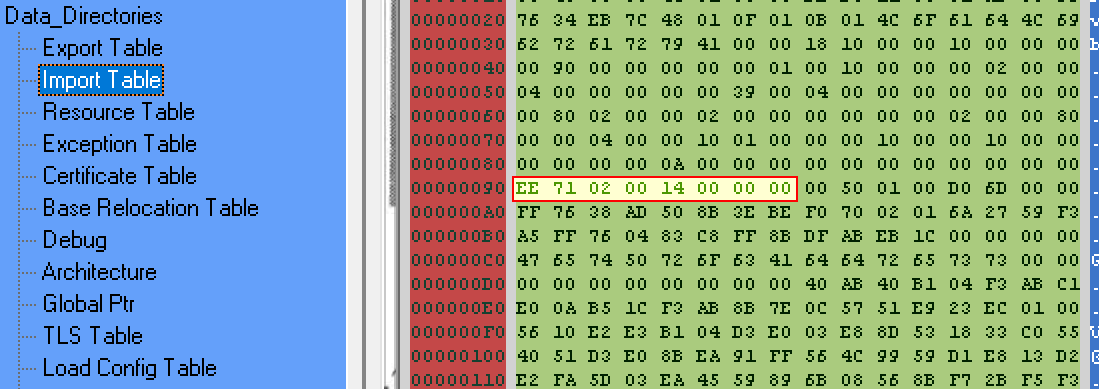 Data_Directories
Export Table
Import Table
Resource Table
Exception Table
Certificate Table
Base Relocation Table
Debug
Architecture
Global Ptr
TLS Table
Load Config Table
00000020 76 34 EB 7C 48 01 0F 01 0B 01 4C 6F 61 64 4C 69
00000030 62 72 61 72 79 41 00 00 18 10 00 00 10 00 00 00
00000040 00 90 00 00 00 00 00 01 00 10 00 00 00 02 00 00
00000050 04 00 00 00 00 00 39 00 04 00 00 00 00 00 00 00
00000060 00 80 02 00 00 02 00 00 00 00 00 00 02 00 00 80
00000070 00 00 04 00 00 10 01 00 00 00 00 10 00 00 10 00
00000080 00 00 00 00 0A 00 00 00 00 00 00 00 00 00 00 00
00000090 EE 71 02 00 14 00 00 00 00 50 01 00 D0 6D 00 00
000000A0 FF 76 38 AD 50 8B 3E BE F0 70 02 01 6A 27 59 F3
000000B0 A5 FF 76 04 83 C8 FF 8B DF AB EB 1C 00 00 00 00
000000C0 47 65 74 50 72 6F 63 41 64 64 72 65 73 73 00 00
000000D0 00 00 00 00 00 00 00 00 40 AB 40 B1 04 F3 AB C1
000000E0 E0 0A B5 1C F3 AB 8B 7E 0C 57 51 E9 23 EC 01 00
000000F0 56 10 E2 E3 B1 04 D3 E0 03 E8 8D 53 18 33 C0 55
00000100 40 51 D3 E0 8B EA 91 FF 56 4C 99 59 D1 E8 13 D2
00000110 E2 FA 5D 03 EA 45 59 89 6B 08 56 8B F7 2B F5 F3